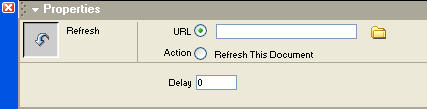 Properties
Refresh URL
Action Refresh This Document
Delay 0